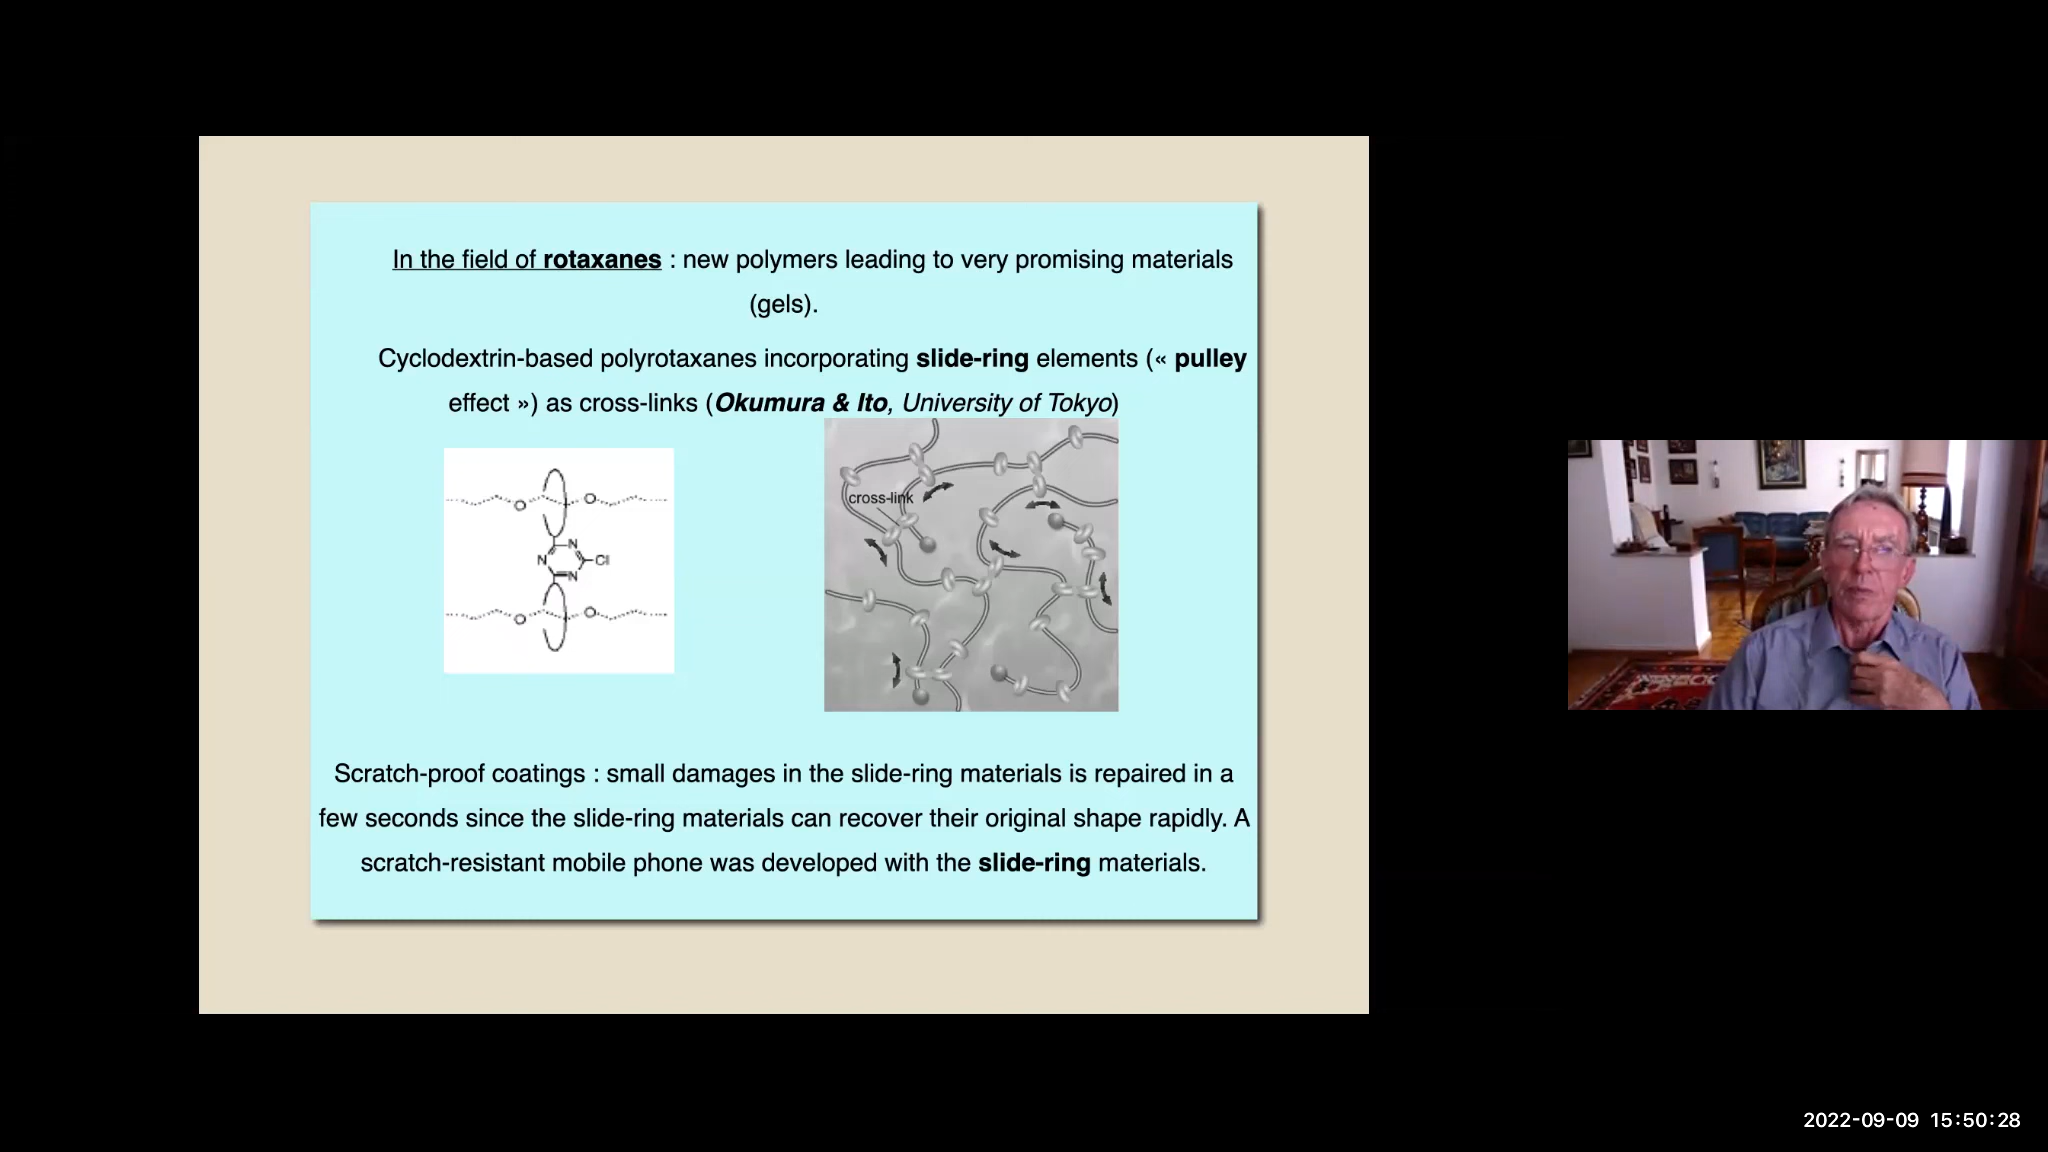 In the field of rotaxanes : new polymers leading to very promising materials
(gels).
Cyclodextrin-based polyrotaxanes incorporating slide-ring elements (« pulley
effect ») as cross-links (Okumura & Ito, University of Tokyo)
O O
N N
N Cl
N
O O
cross-link
Scratch-proof coatings : small damages in the slide-ring materials is repaired in a
few seconds since the slide-ring materials can recover their original shape rapidly. A
scratch-resistant mobile phone was developed with the slide-ring materials.
2022-09-09 15:50:28